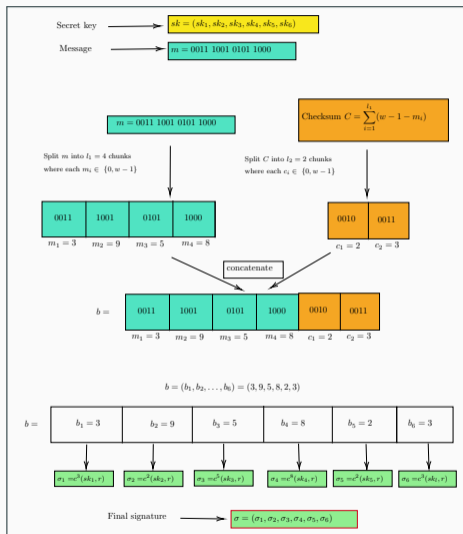 Secret key
sk = (sk₁, sk₂, sk₃, sk₄, sk₅, sk₆)
Message
m = 0011 1001 0101 1000
m = 0011 1001 0101 1000
Checksum C = ∑_{i=1}^{l₁} (w − 1 − mᵢ)
Split m into l₁ = 4 chunks
where each mᵢ ∈ {0, w − 1}
Split C into l₂ = 2 chunks
where each cᵢ ∈ {0, w − 1}
0011 1001 0101 1000
m₁ = 3 m₂ = 9 m₃ = 5 m₄ = 8
0010 0011
c₁ = 2 c₂ = 3
concatenate
b = 0011 1001 0101 1000 0010 0011
m₁ = 3 m₂ = 9 m₃ = 5 m₄ = 8 c₁ = 2 c₂ = 3
b = (b₁, b₂, . . . , b₆) = (3, 9, 5, 8, 2, 3)
b = b₁ = 3 b₂ = 9 b₃ = 5 b₄ = 8 b₅ = 2 b₆ = 3
σ₁ =c³(sk₁, r) σ₂ =c (sk₂, r) σ₃ =c⁵(sk₃, r) σ₄ =c⁸(sk₄, r) σ₅ =c²(sk₅, r) σ₆ =c³(sk, r)
Final signature
σ = (σ₁, σ₂, σ₃, σ₄, σ₅, σ₆)